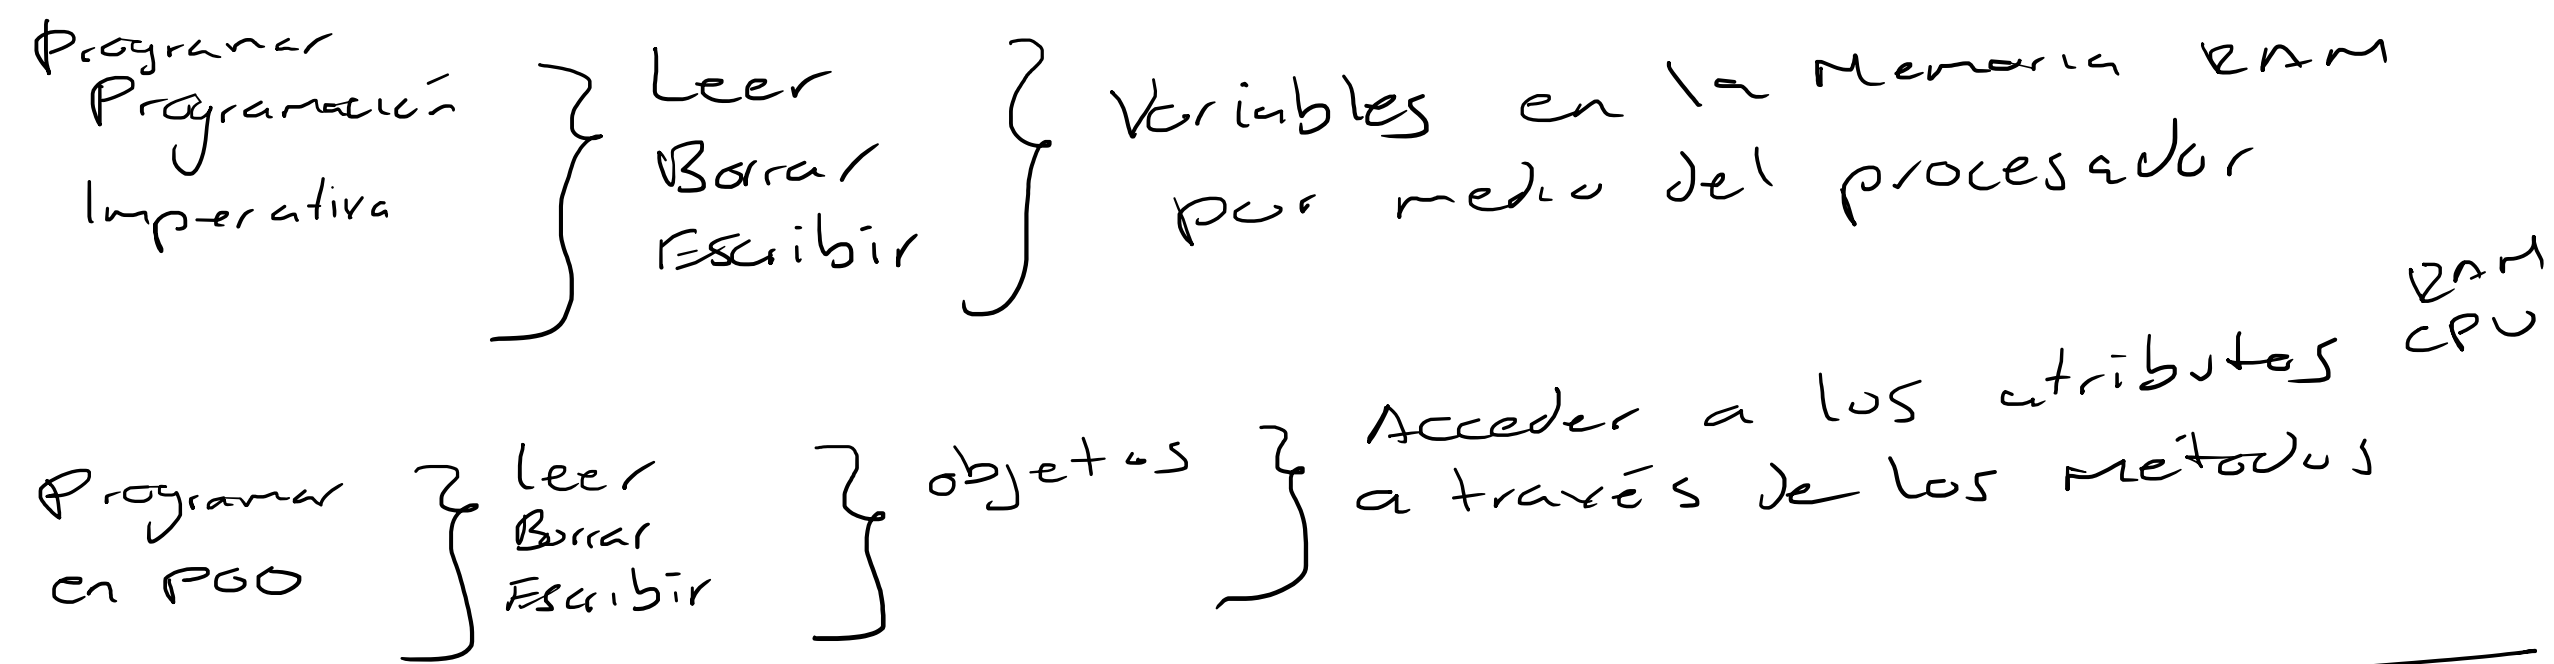 Programar
Programación
Imperativa
Leer
Borrar
Escribir
Variables en la Memoria RAM
por medio del procesador
Programar
en POO
Leer
Borrar
Escribir
objetos
Acceder a los atributos
a través de los Métodos
RAM
CPU